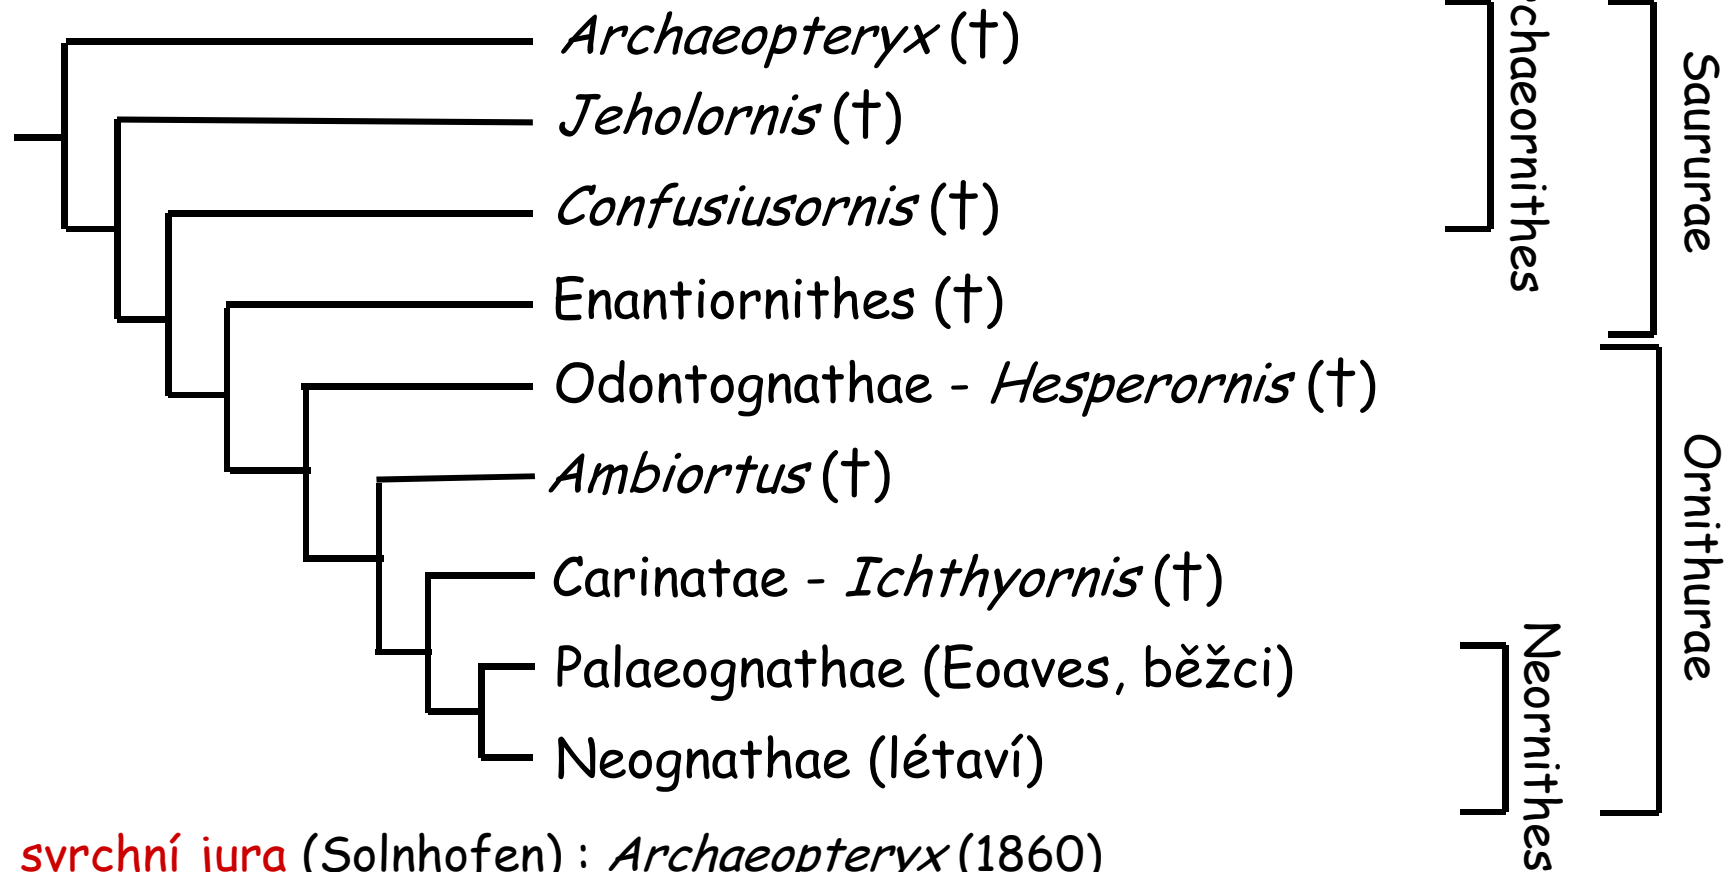 Archaeopteryx (†)
Jeholornis (†)
Confusiusornis (†)
Enantiornithes (†)
Odontognathae - Hesperornis (†)
Ambiortus (†)
Carinatae - Ichthyornis (†)
Palaeognathae (Eoaves, běžci)
Neognathae (létaví)
svrchní jura (Solnhofen) : Archaeopteryx (1860)
chaeornithes
Saururae
Ornithurae
Neornithes